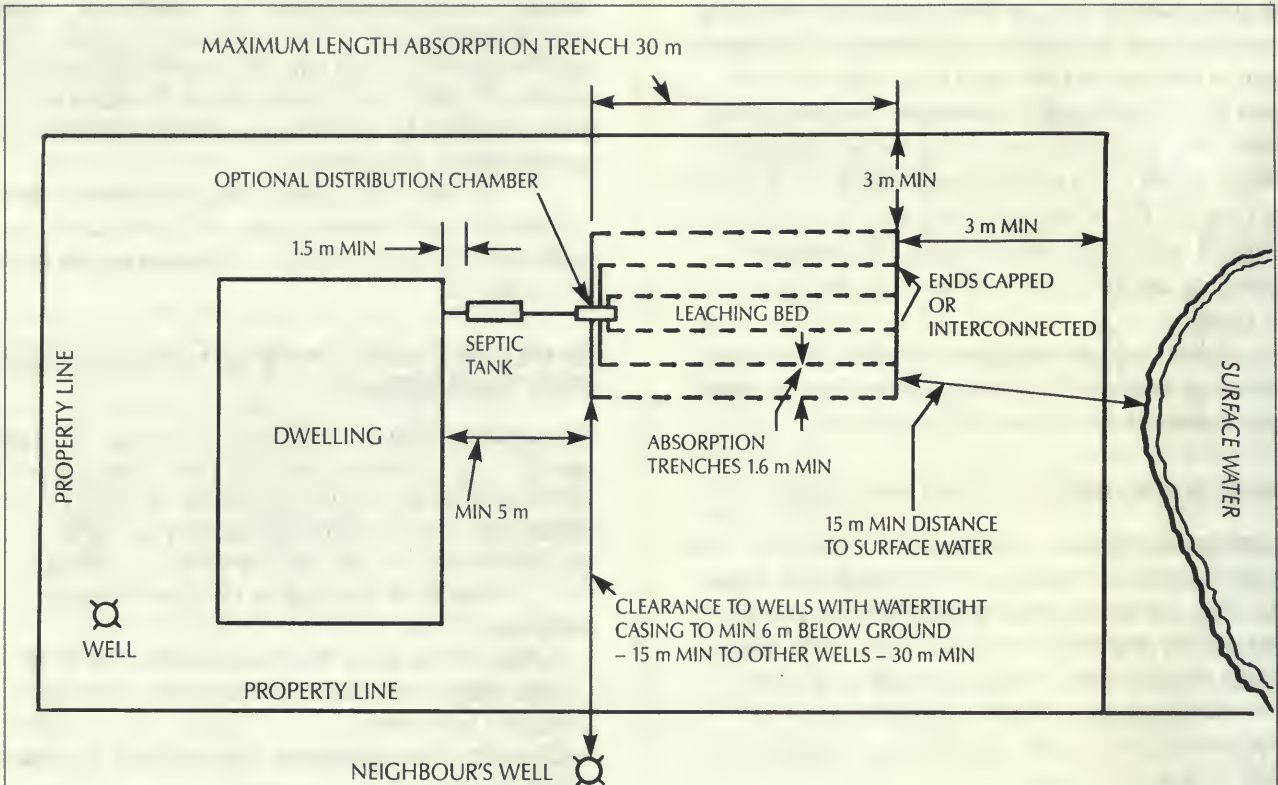 MAXIMUM LENGTH ABSORPTION TRENCH 30 m
OPTIONAL DISTRIBUTION CHAMBER
3 m MIN
1.5 m MIN
3 m MIN
ENDS CAPPED
OR
INTERCONNECTED
LEACHING BED
SEPTIC
TANK
PROPERTY LINE
DWELLING
SURFACE WATER
ABSORPTION
TRENCHES 1.6 m MIN
MIN 5 m
15 m MIN DISTANCE
TO SURFACE WATER
CLEARANCE TO WELLS WITH WATERTIGHT
CASING TO MIN 6 m BELOW GROUND
– 15 m MIN TO OTHER WELLS – 30 m MIN
WELL
PROPERTY LINE
NEIGHBOUR'S WELL